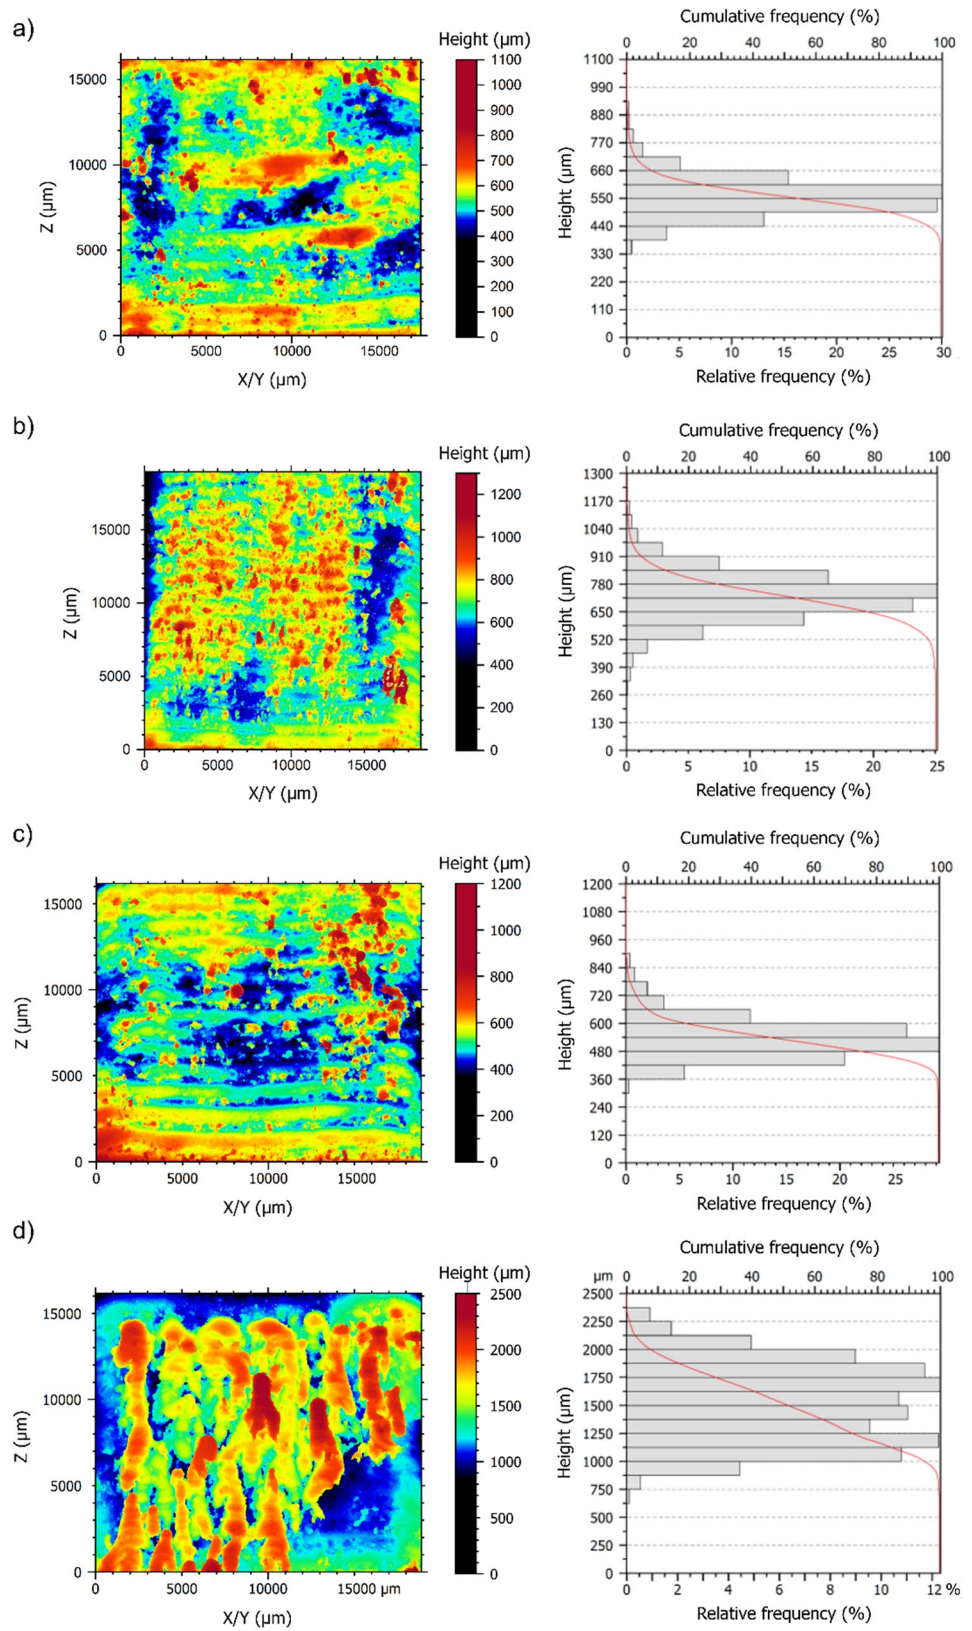 a)
Height (µm)
1100
1000
900
800
700
600
500
400
300
200
100
0
15000
10000
5000
0
Z (µm)
0 5000 10000 15000
X/Y (µm)
Cumulative frequency (%)
0 20 40 60 80 100
1100
990
880
770
660
550
440
330
220
110
0
Height (µm)
0 5 10 15 20 25 30
Relative frequency (%)
b)
Height (µm)
1200
1000
800
600
400
200
0
15000
10000
5000
0
Z (µm)
0 5000 10000 15000
X/Y (µm)
Cumulative frequency (%)
0 20 40 60 80 100
1300
1170
1040
910
780
650
520
390
260
130
0
Height (µm)
0 5 10 15 20 25
Relative frequency (%)
c)
Height (µm)
1200
1000
800
600
400
200
0
15000
10000
5000
0
Z (µm)
0 5000 10000 15000
X/Y (µm)
Cumulative frequency (%)
0 20 40 60 80 100
1200
1080
960
840
720
600
480
360
240
120
0
Height (µm)
0 5 10 15 20 25
Relative frequency (%)
d)
Height (µm)
2500
2000
1500
1000
500
0
15000
10000
5000
0
Z (µm)
0 5000 10000 15000 µm
X/Y (µm)
Cumulative frequency (%)
µm 0 20 40 60 80 100
2500
2250
2000
1750
1500
1250
1000
750
500
250
0
Height (µm)
0 2 4 6 8 10 12 %
Relative frequency (%)